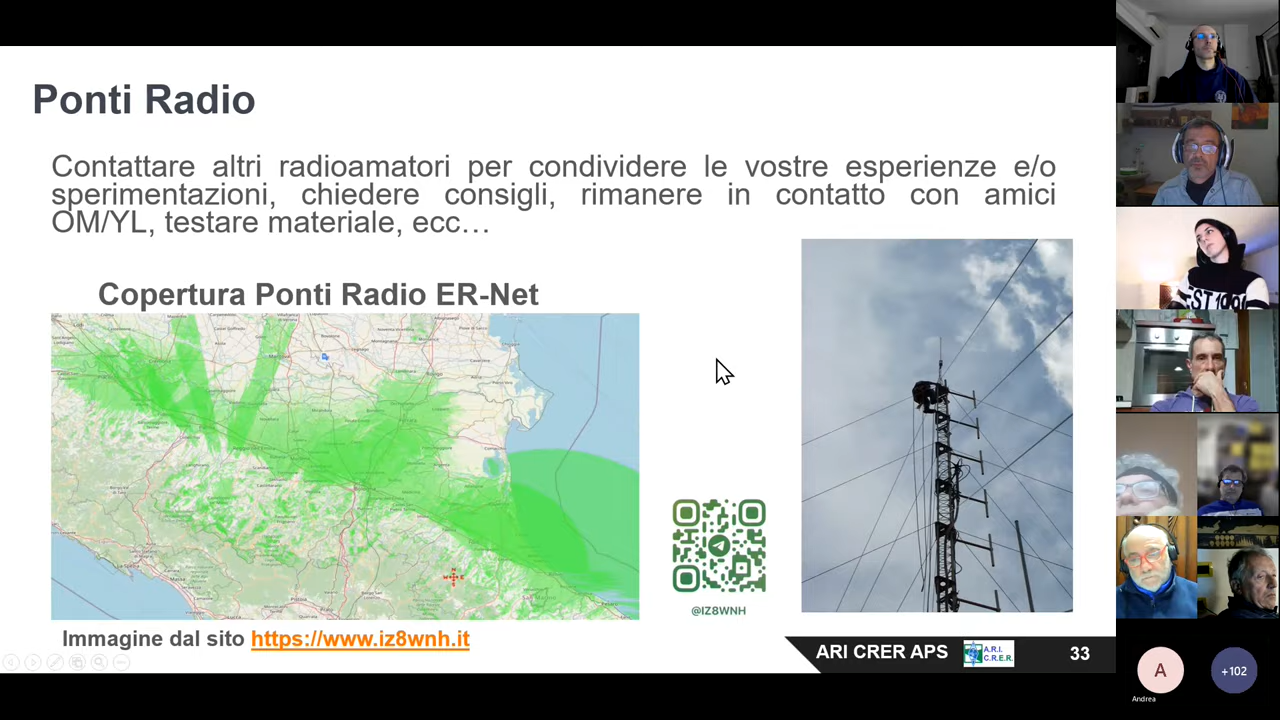 Ponti Radio
Contattare altri radioamatori per condividere le vostre esperienze e/o
sperimentazioni, chiedere consigli, rimanere in contatto con amici
OM/YL, testare materiale, ecc...
Copertura Ponti Radio ER-Net
@IZ8WNH
Immagine dal sito https://www.iz8wnh.it
ARI CRER APS
A.R.I.
C.R.E.R.
33
A
Andrea
+102